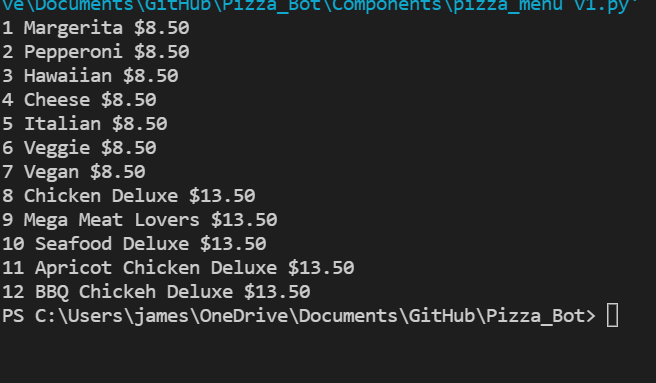 ve\Documents\GitHub\Pizza_Bot\Components\pizza_menu v1.py'
1 Margerita $8.50
2 Pepperoni $8.50
3 Hawaiian $8.50
4 Cheese $8.50
5 Italian $8.50
6 Veggie $8.50
7 Vegan $8.50
8 Chicken Deluxe $13.50
9 Mega Meat Lovers $13.50
10 Seafood Deluxe $13.50
11 Apricot Chicken Deluxe $13.50
12 BBQ Chickeh Deluxe $13.50
PS C:\Users\james\OneDrive\Documents\GitHub\Pizza_Bot>